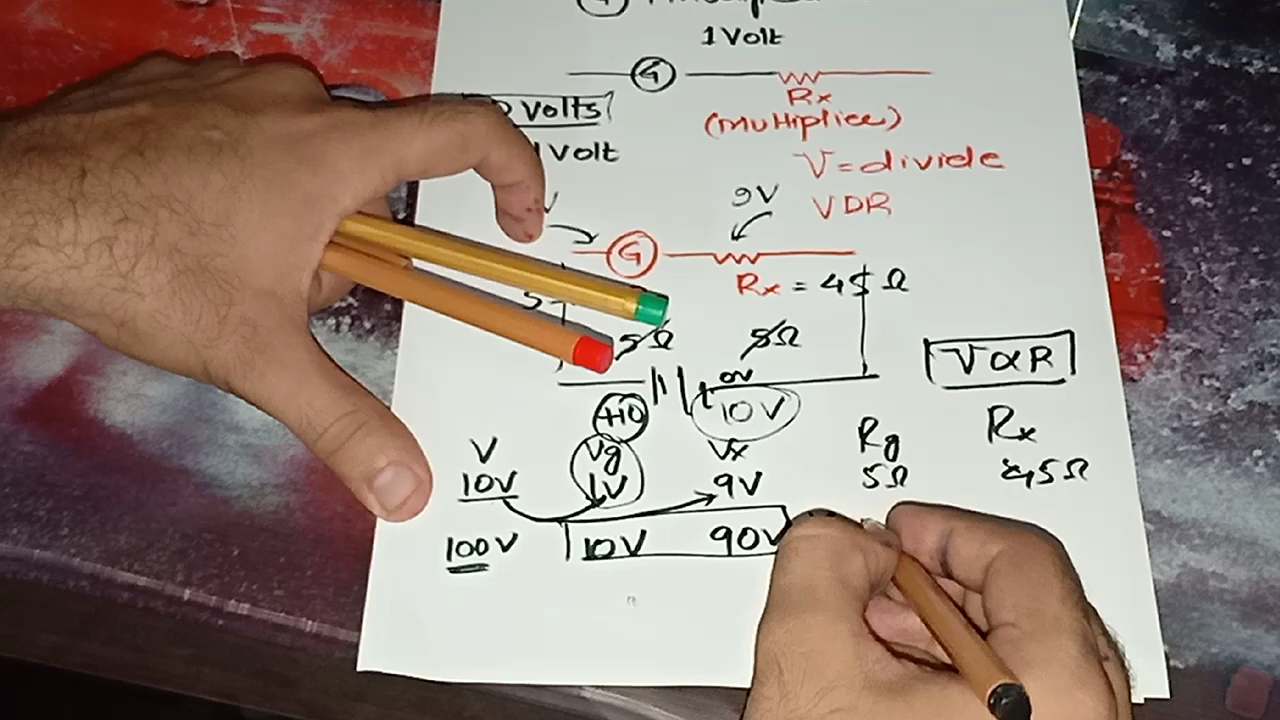 1 Volt
G
Rx
Volts
(Multiplier)
Volt
V = divide
9V VDR
G
Rx = 45 Ω
5Ω 5Ω
V ∝ R
0V
+10 10V
V Vg Vx Rg Rx
10V 1V 9V 5Ω 45Ω
100V 10V 90V